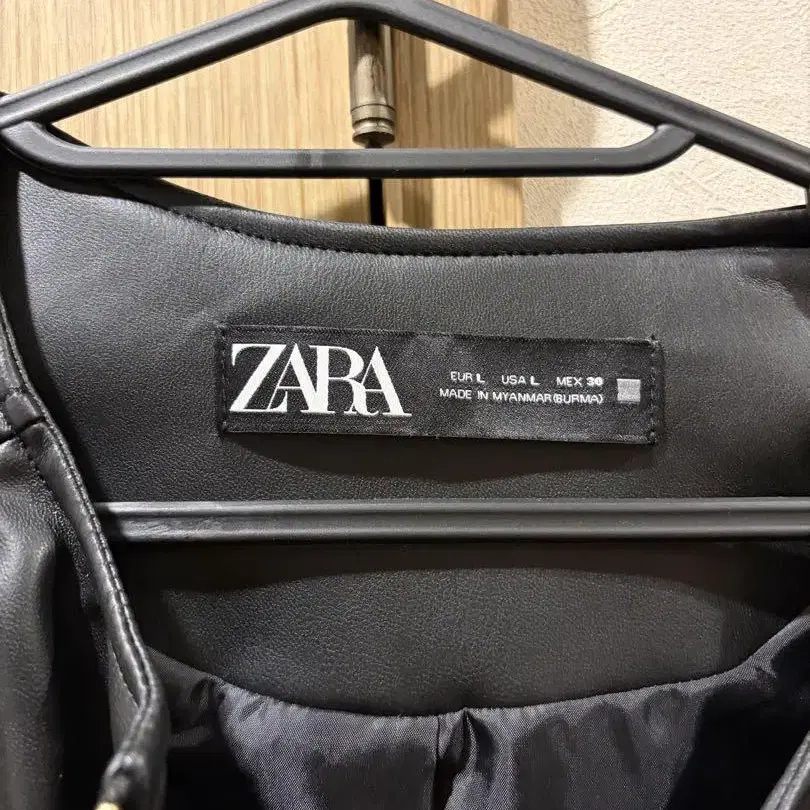 ZARA
EUR L USA L MEX 30
MADE IN MYANMAR(BURMA)